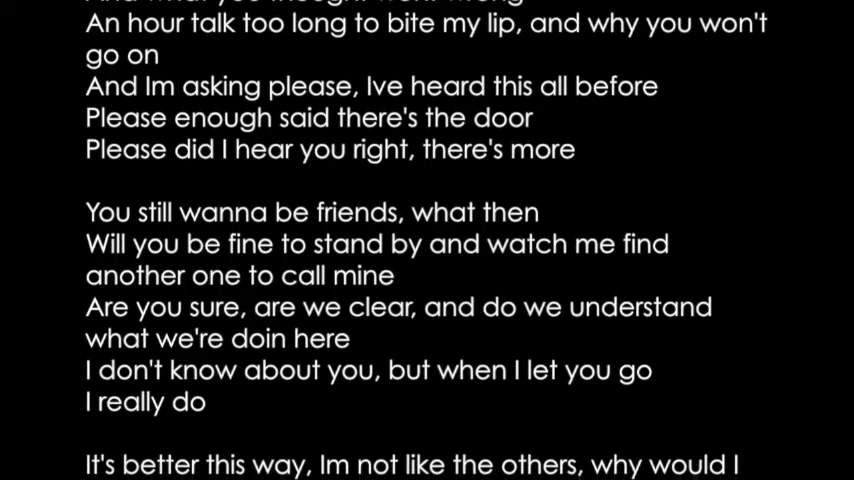 An hour talk too long to bite my lip, and why you won't
go on
And Im asking please, Ive heard this all before
Please enough said there's the door
Please did I hear you right, there's more
You still wanna be friends, what then
Will you be fine to stand by and watch me find
another one to call mine
Are you sure, are we clear, and do we understand
what we're doin here
I don't know about you, but when I let you go
I really do
It's better this way, Im not like the others, why would I